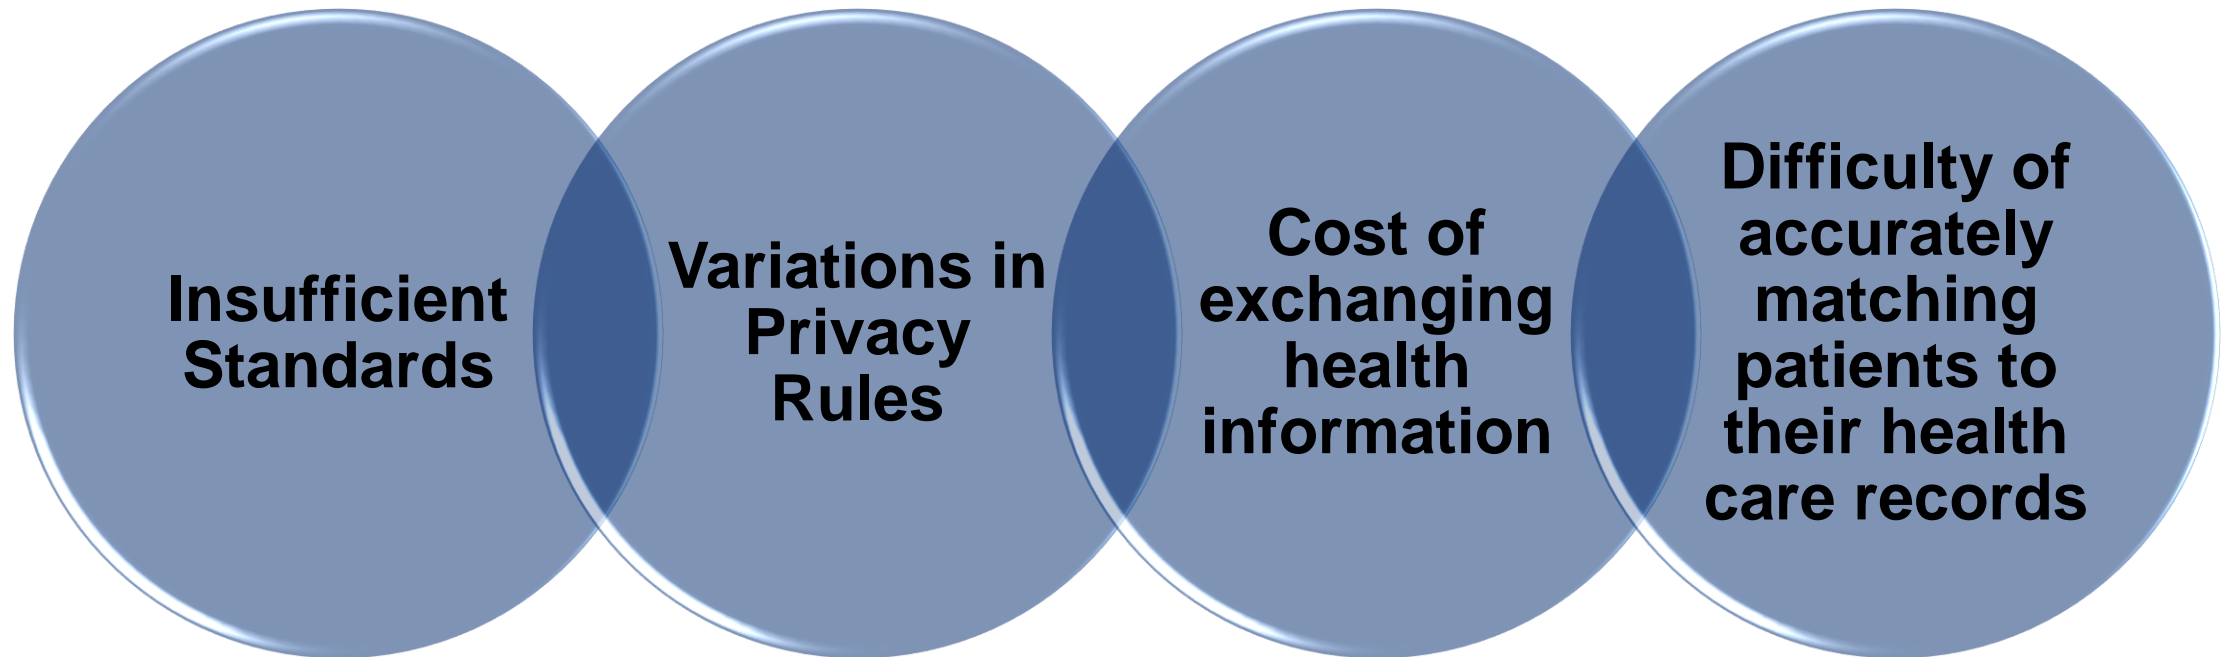 Insufficient
Standards
Variations in
Privacy
Rules
Cost of
exchanging
health
information
Difficulty of
accurately
matching
patients to
their health
care records